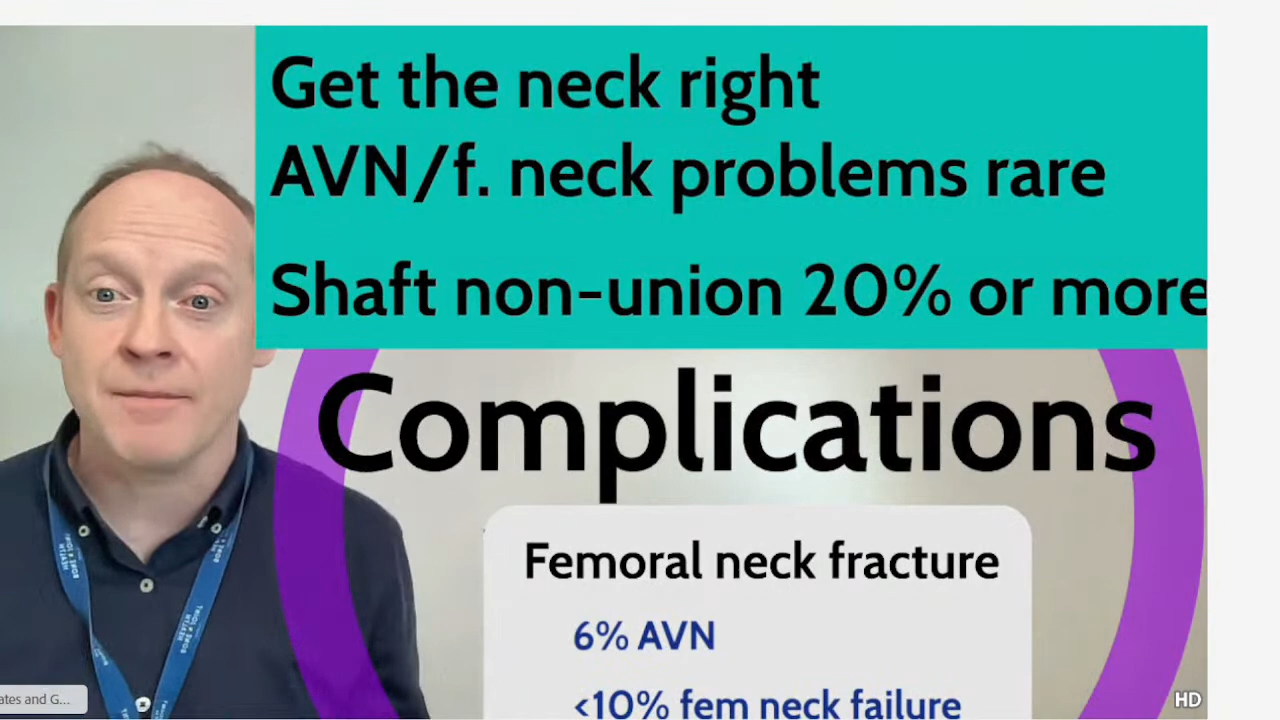 Get the neck right
AVN/f. neck problems rare
Shaft non-union 20% or more
Complications
Femoral neck fracture
6% AVN
<10% fem neck failure
ates and G...
HD